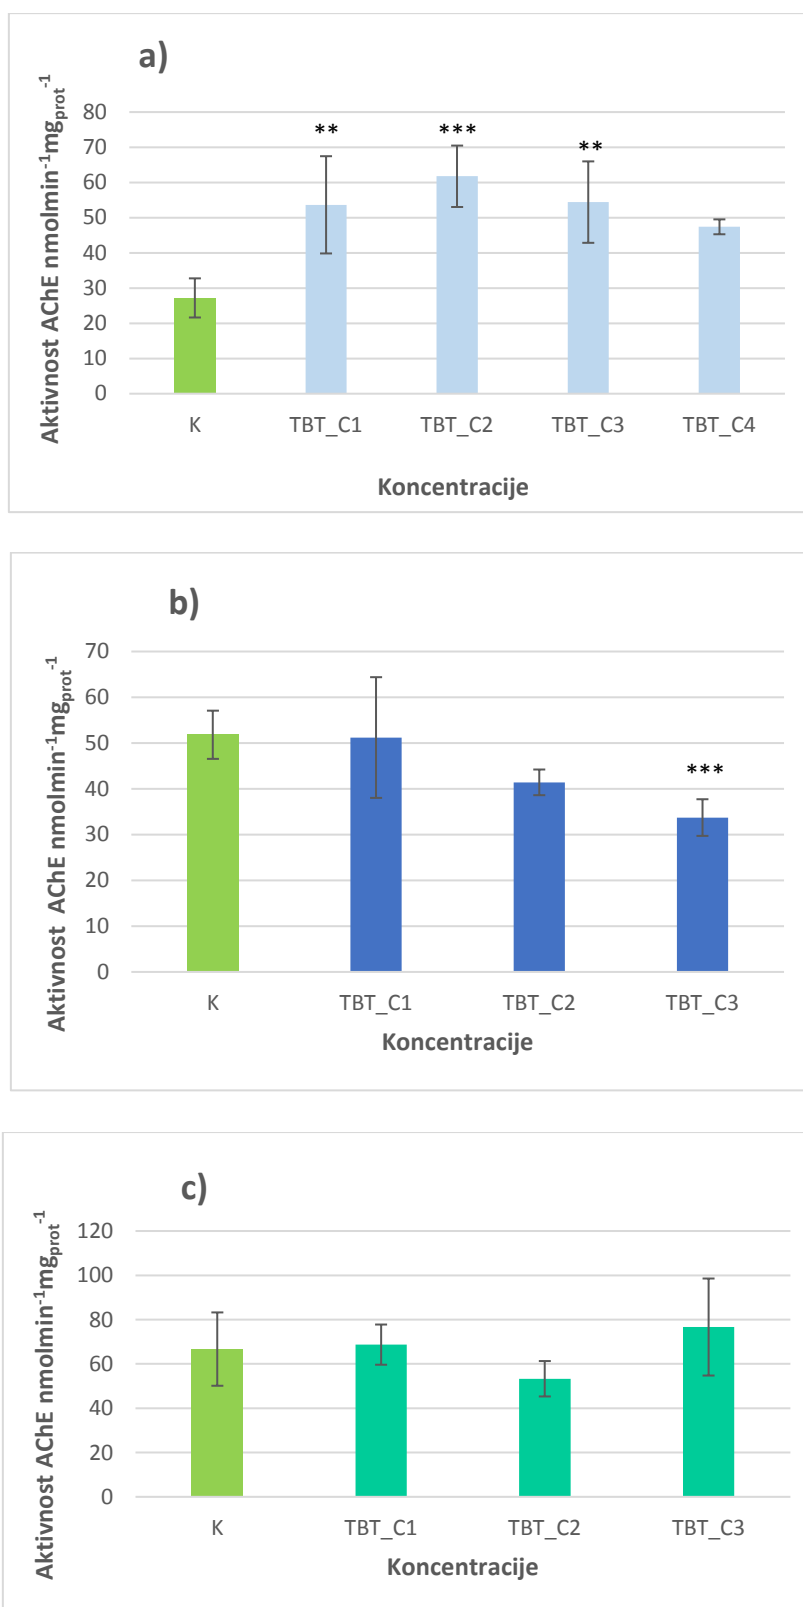 a)
Aktivnost AChE nmolmin⁻¹mgprot⁻¹
80
70
60
50
40
30
20
10
0
** *** **
K TBT_C1 TBT_C2 TBT_C3 TBT_C4
Koncentracije
b)
Aktivnost AChE nmolmin⁻¹mgprot⁻¹
70
60
50
40
30
20
10
0
***
K TBT_C1 TBT_C2 TBT_C3
Koncentracije
c)
Aktivnost AChE nmolmin⁻¹mgprot⁻¹
120
100
80
60
40
20
0
K TBT_C1 TBT_C2 TBT_C3
Koncentracije